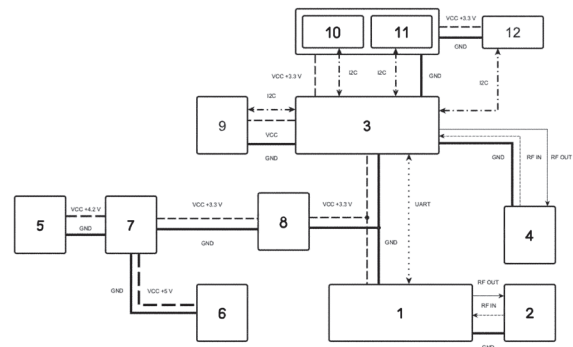 VCC +3.3 V
10
11
12
GND
VCC +3.3 V
I2C
I2C
GND
I2C
I2C
9
3
VCC
GND
GND
RF IN
RF OUT
VCC +4.2 V
VCC +3.3 V
VCC +3.3 V
UART
5
7
8
4
GND
GND
GND
GND
VCC +5 V
6
1
RF OUT
RF IN
2
GND